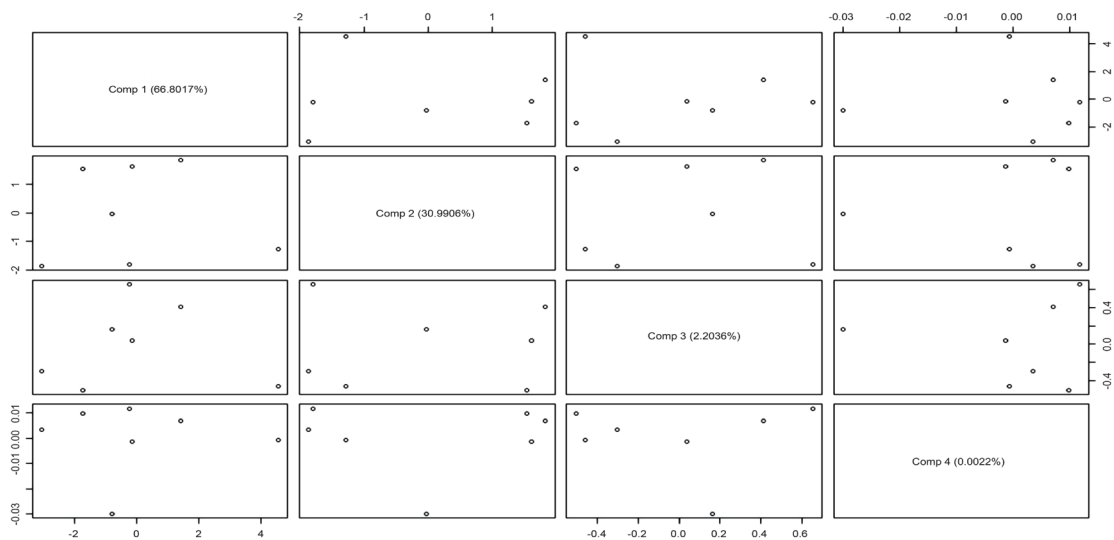 -2 -1 0 1
-0.03 -0.02 -0.01 0.00 0.01
Comp 1 (66.8017%)
-2 0 2 4
-2 -1 0 1
Comp 2 (30.9906%)
Comp 3 (2.2036%)
-0.4 0.0 0.4
-0.03 -0.01 0.00 0.01
Comp 4 (0.0022%)
-2 0 2 4
-0.4 -0.2 0.0 0.2 0.4 0.6